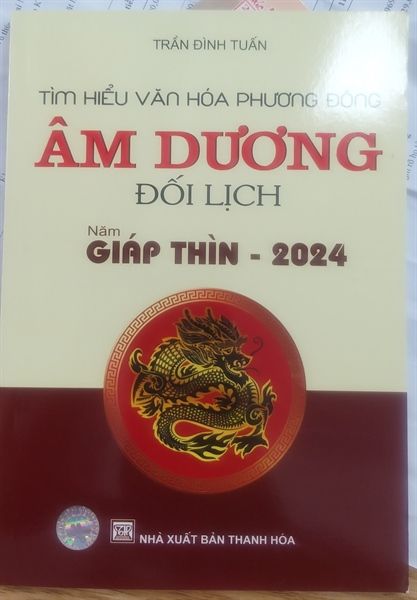 TRẦN ĐÌNH TUẤN
TÌM HIỂU VĂN HÓA PHƯƠNG ĐÔNG
ÂM DƯƠNG
ĐỐI LỊCH
Năm
GIÁP THÌN - 2024
NHÀ XUẤT BẢN THANH HÓA